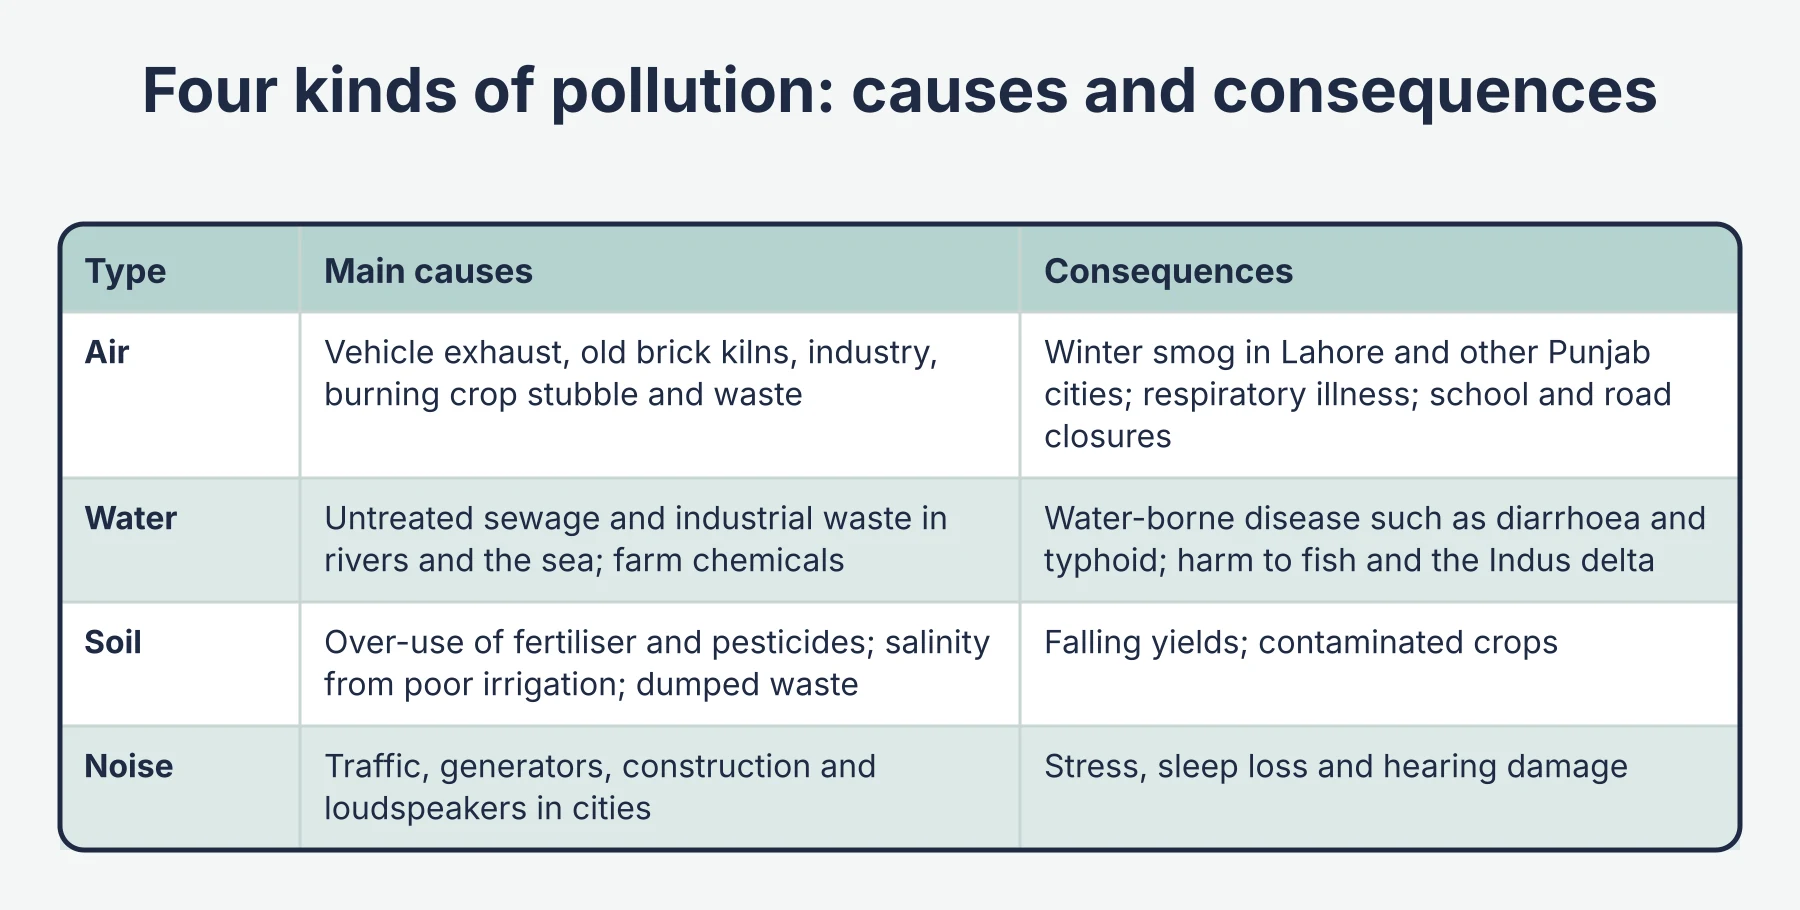 Four kinds of pollution: causes and consequences
Type
Main causes
Consequences
Air
Vehicle exhaust, old brick kilns, industry,
burning crop stubble and waste
Winter smog in Lahore and other Punjab
cities; respiratory illness; school and road
closures
Water
Untreated sewage and industrial waste in
rivers and the sea; farm chemicals
Water-borne disease such as diarrhoea and
typhoid; harm to fish and the Indus delta
Soil
Over-use of fertiliser and pesticides; salinity
from poor irrigation; dumped waste
Falling yields; contaminated crops
Noise
Traffic, generators, construction and
loudspeakers in cities
Stress, sleep loss and hearing damage